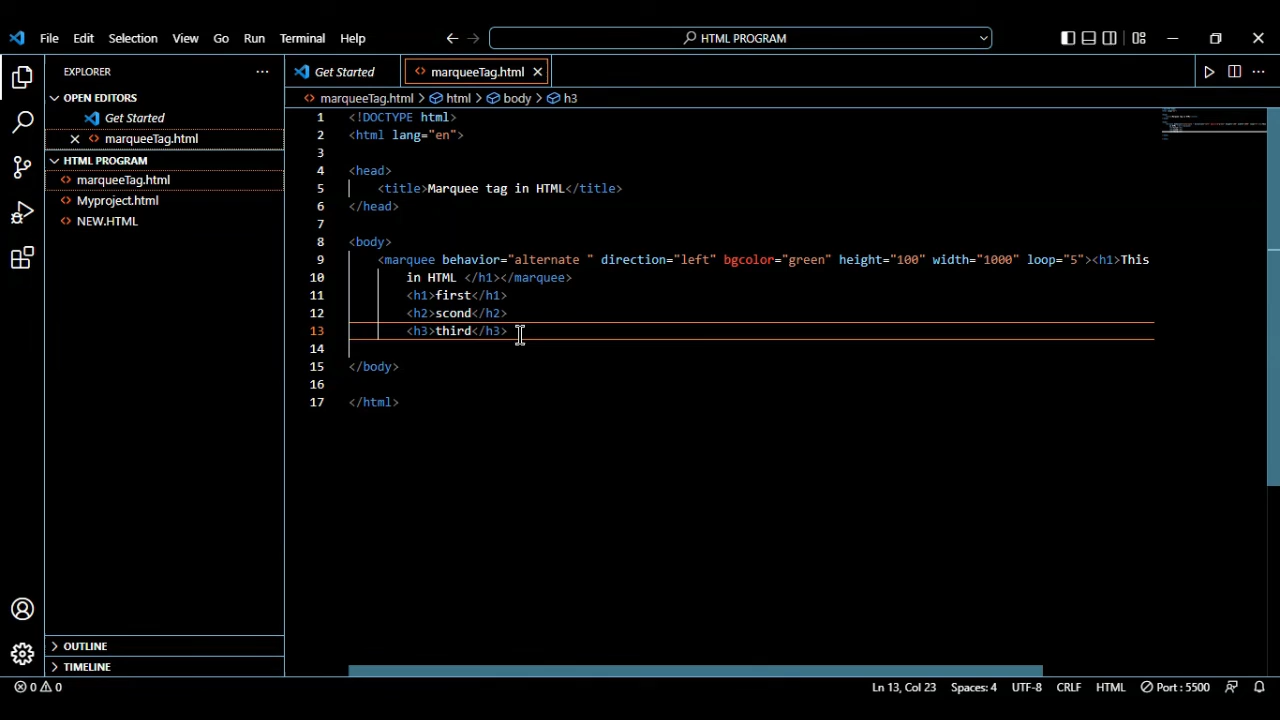 File Edit Selection View Go Run Terminal Help HTML PROGRAM
EXPLORER
Get Started marqueeTag.html
OPEN EDITORS
marqueeTag.html > html > body > h3
Get Started
marqueeTag.html
HTML PROGRAM
marqueeTag.html
Myproject.html
NEW.HTML
1 <!DOCTYPE html>
2 <html lang="en">
3
4 <head>
5 <title>Marquee tag in HTML</title>
6 </head>
7
8 <body>
9 <marquee behavior="alternate " direction="left" bgcolor="green" height="100" width="1000" loop="5"><h1>This
10 in HTML </h1></marquee>
11 <h1>first</h1>
12 <h2>scond</h2>
13 <h3>third</h3>
14
15 </body>
16
17 </html>
OUTLINE
TIMELINE
0 0 Ln 13, Col 23 Spaces: 4 UTF-8 CRLF HTML Port : 5500